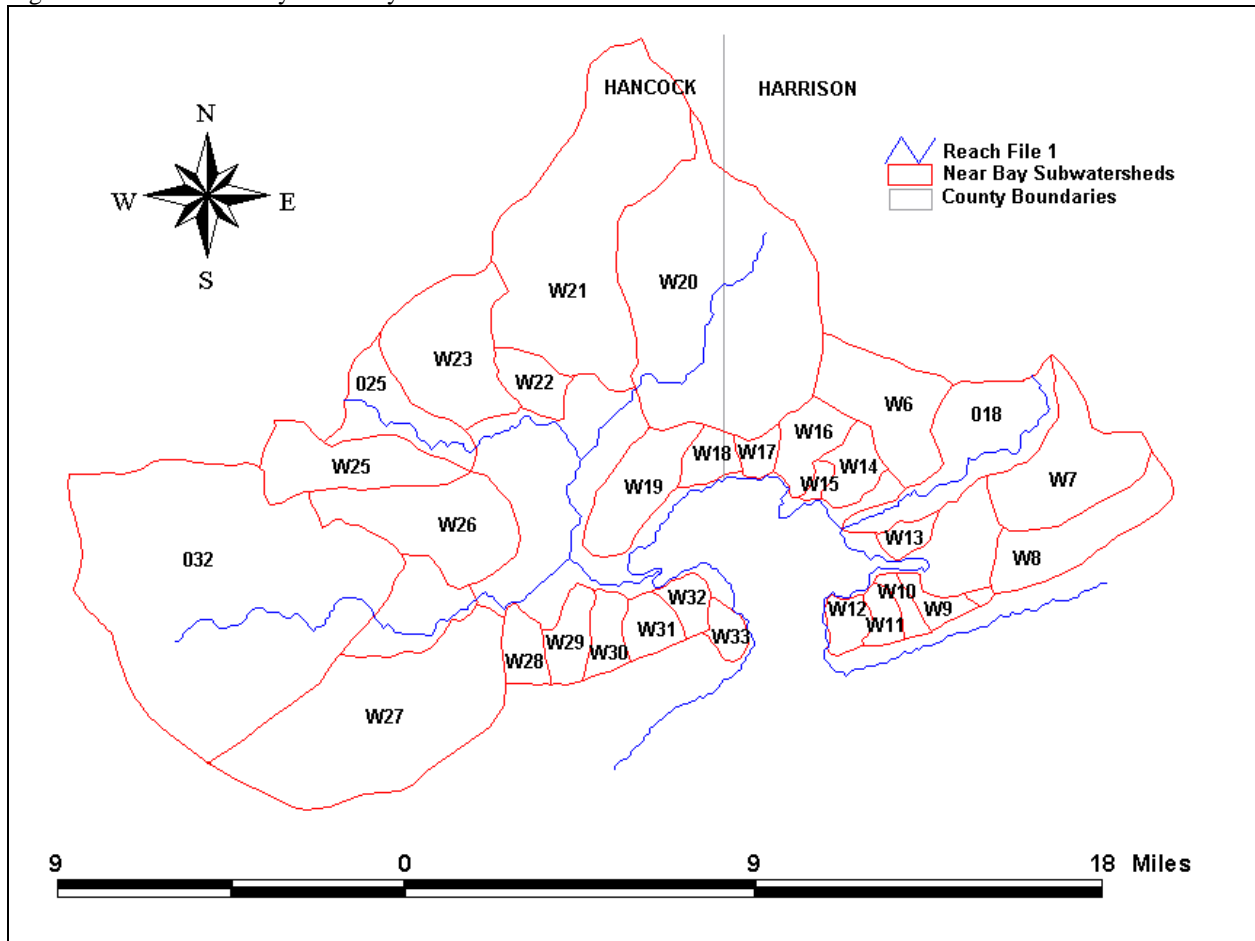 HANCOCK HARRISON
N
W E
S
Reach File 1
Near Bay Subwatersheds
County Boundaries
W21
W20
W23
025
W22
W6
018
W16
W18
W17
W14
W25
W19
W15
W7
W26
W13
032
W8
W10
W32
W12
W9
W31
W11
W29
W33
W30
W28
W27
9 0 9 18 Miles